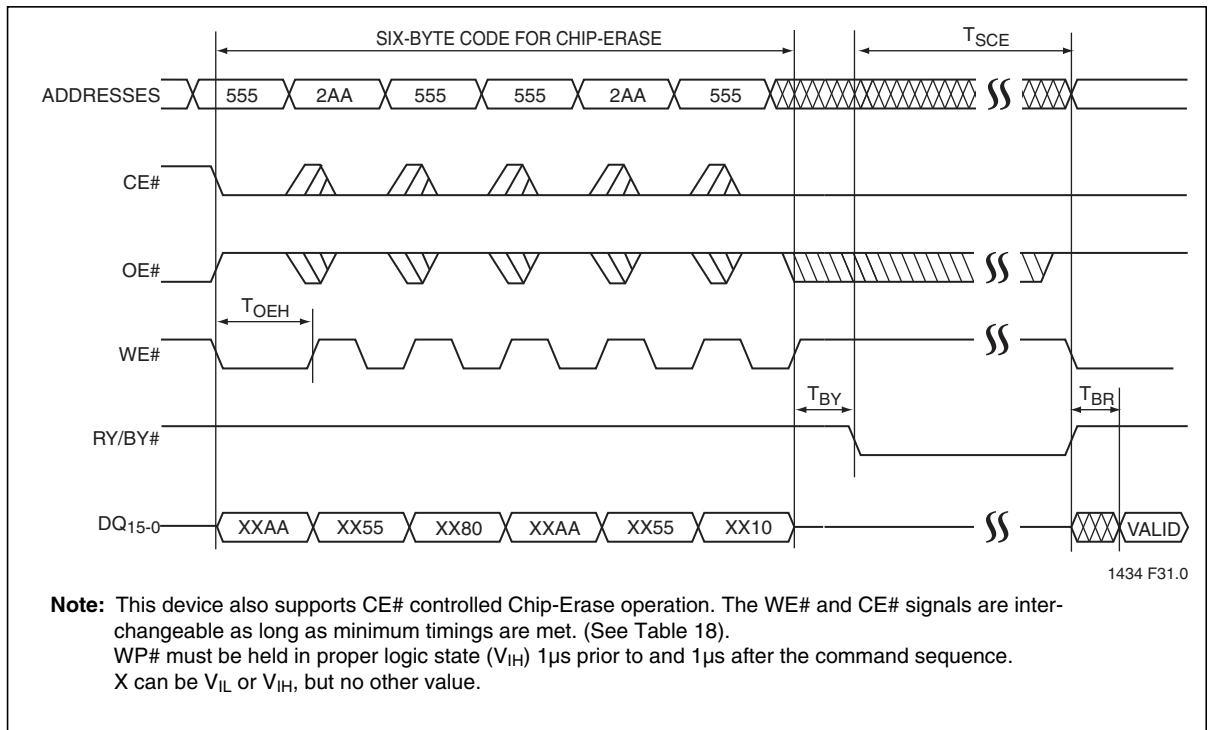 SIX-BYTE CODE FOR CHIP-ERASE
TSCE
ADDRESSES 555 2AA 555 555 2AA 555
CE#
OE#
TOEH
WE#
TBY TBR
RY/BY#
DQ15-0 XXAA XX55 XX80 XXAA XX55 XX10 VALID
1434 F31.0
Note: This device also supports CE# controlled Chip-Erase operation. The WE# and CE# signals are inter-
changeable as long as minimum timings are met. (See Table 18).
WP# must be held in proper logic state (VIH) 1µs prior to and 1µs after the command sequence.
X can be VIL or VIH, but no other value.